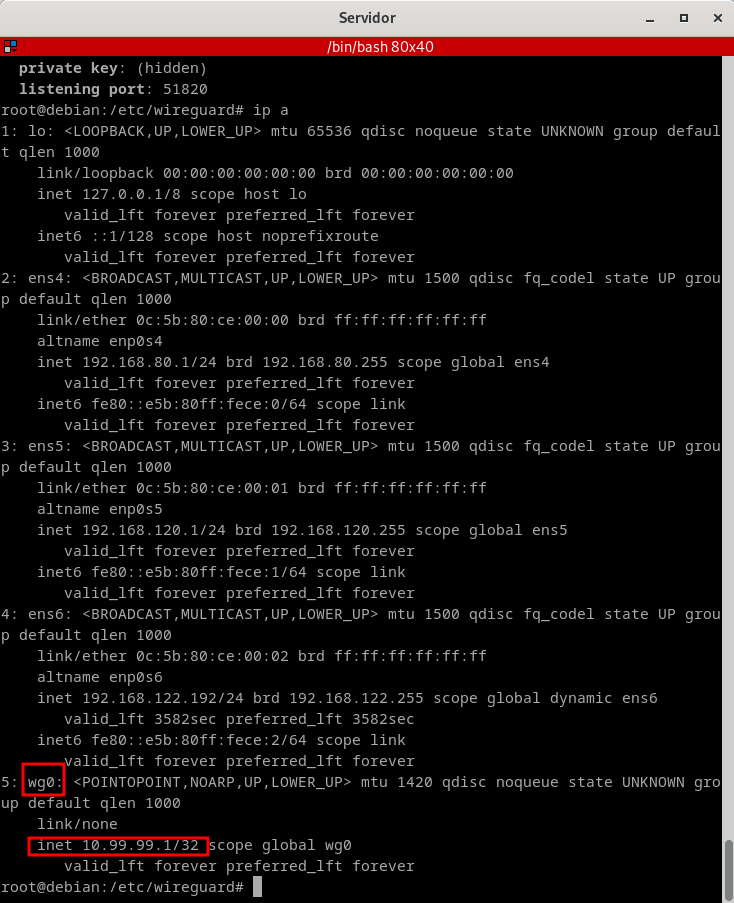 Servidor
/bin/bash 80x40
  private key: (hidden)
  listening port: 51820
root@debian:/etc/wireguard# ip a
1: lo: <LOOPBACK,UP,LOWER_UP> mtu 65536 qdisc noqueue state UNKNOWN group defaul
t qlen 1000
    link/loopback 00:00:00:00:00:00 brd 00:00:00:00:00:00
    inet 127.0.0.1/8 scope host lo
       valid_lft forever preferred_lft forever
    inet6 ::1/128 scope host noprefixroute
       valid_lft forever preferred_lft forever
2: ens4: <BROADCAST,MULTICAST,UP,LOWER_UP> mtu 1500 qdisc fq_codel state UP grou
p default qlen 1000
    link/ether 0c:5b:80:ce:00:00 brd ff:ff:ff:ff:ff:ff
    altname enp0s4
    inet 192.168.80.1/24 brd 192.168.80.255 scope global ens4
       valid_lft forever preferred_lft forever
    inet6 fe80::e5b:80ff:fece:0/64 scope link
       valid_lft forever preferred_lft forever
3: ens5: <BROADCAST,MULTICAST,UP,LOWER_UP> mtu 1500 qdisc fq_codel state UP grou
p default qlen 1000
    link/ether 0c:5b:80:ce:00:01 brd ff:ff:ff:ff:ff:ff
    altname enp0s5
    inet 192.168.120.1/24 brd 192.168.120.255 scope global ens5
       valid_lft forever preferred_lft forever
    inet6 fe80::e5b:80ff:fece:1/64 scope link
       valid_lft forever preferred_lft forever
4: ens6: <BROADCAST,MULTICAST,UP,LOWER_UP> mtu 1500 qdisc fq_codel state UP grou
p default qlen 1000
    link/ether 0c:5b:80:ce:00:02 brd ff:ff:ff:ff:ff:ff
    altname enp0s6
    inet 192.168.122.192/24 brd 192.168.122.255 scope global dynamic ens6
       valid_lft 3582sec preferred_lft 3582sec
    inet6 fe80::e5b:80ff:fece:2/64 scope link
       valid_lft forever preferred_lft forever
5: wg0: <POINTOPOINT,NOARP,UP,LOWER_UP> mtu 1420 qdisc noqueue state UNKNOWN gro
up default qlen 1000
    link/none
    inet 10.99.99.1/32 scope global wg0
       valid_lft forever preferred_lft forever
root@debian:/etc/wireguard#